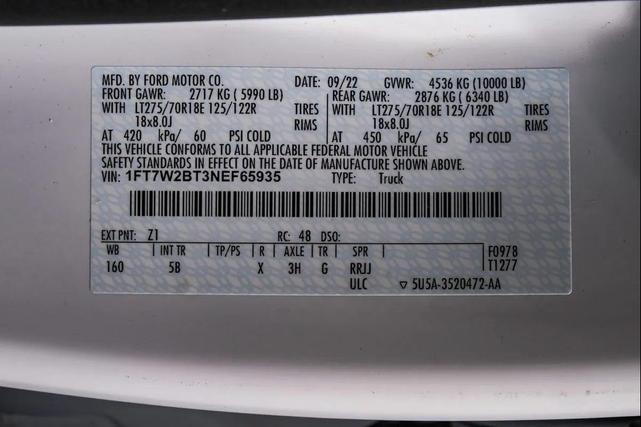 MFD. BY FORD MOTOR CO. DATE: 09/22 GVWR: 4536 KG (10000 LB)
FRONT GAWR: 2717 KG ( 5990 LB) REAR GAWR: 2876 KG ( 6340 LB)
WITH LT275/70R18E 125/122R TIRES WITH LT275/70R18E 125/122R TIRES
18x8.0J RIMS 18x8.0J RIMS
AT 420 kPa/ 60 PSI COLD AT 450 kPa/ 65 PSI COLD
THIS VEHICLE CONFORMS TO ALL APPLICABLE FEDERAL MOTOR VEHICLE
SAFETY STANDARDS IN EFFECT ON THE DATE OF MANUFACTURE SHOWN ABOVE.
VIN: 1FT7W2BT3NEF65935 TYPE: Truck
EXT PNT: Z1 RC: 48 DSO:
WB INT TR TP/PS R AXLE TR SPR F0978
160 5B X 3H G RRJJ T1277
ULC ▽ 5U5A-3520472-AA